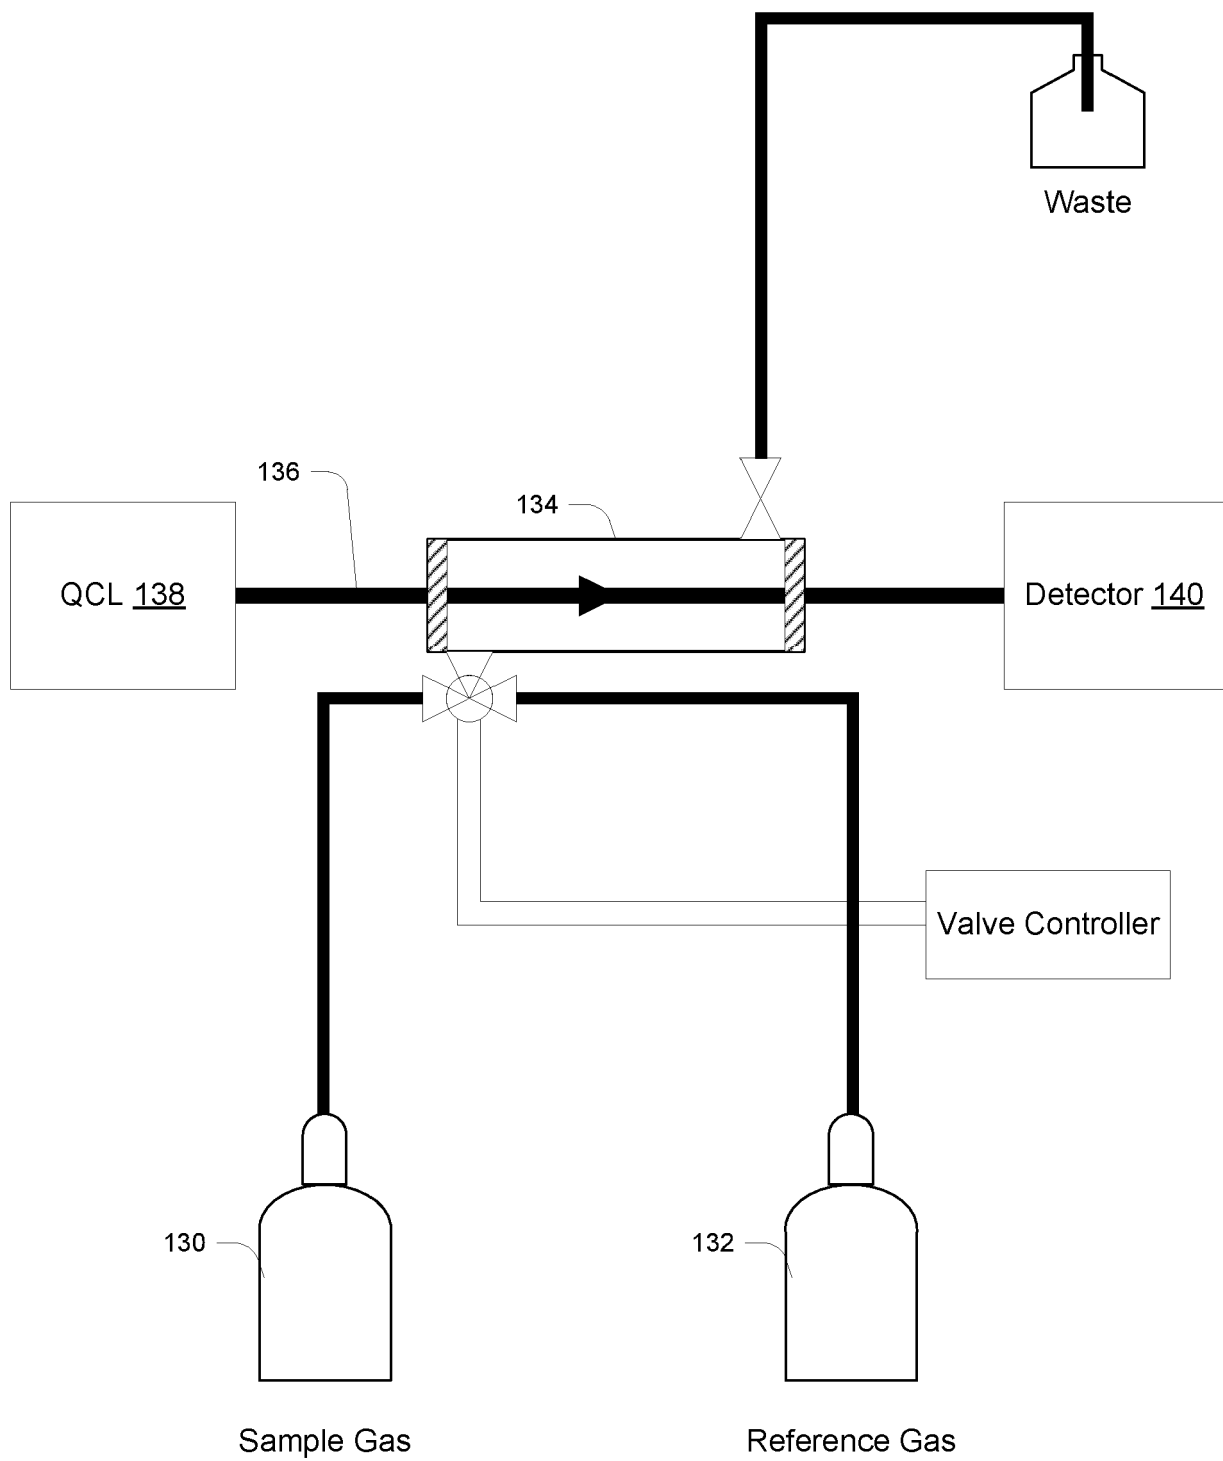 Waste
136
134
QCL 138
Detector 140
Valve Controller
130
132
Sample Gas
Reference Gas